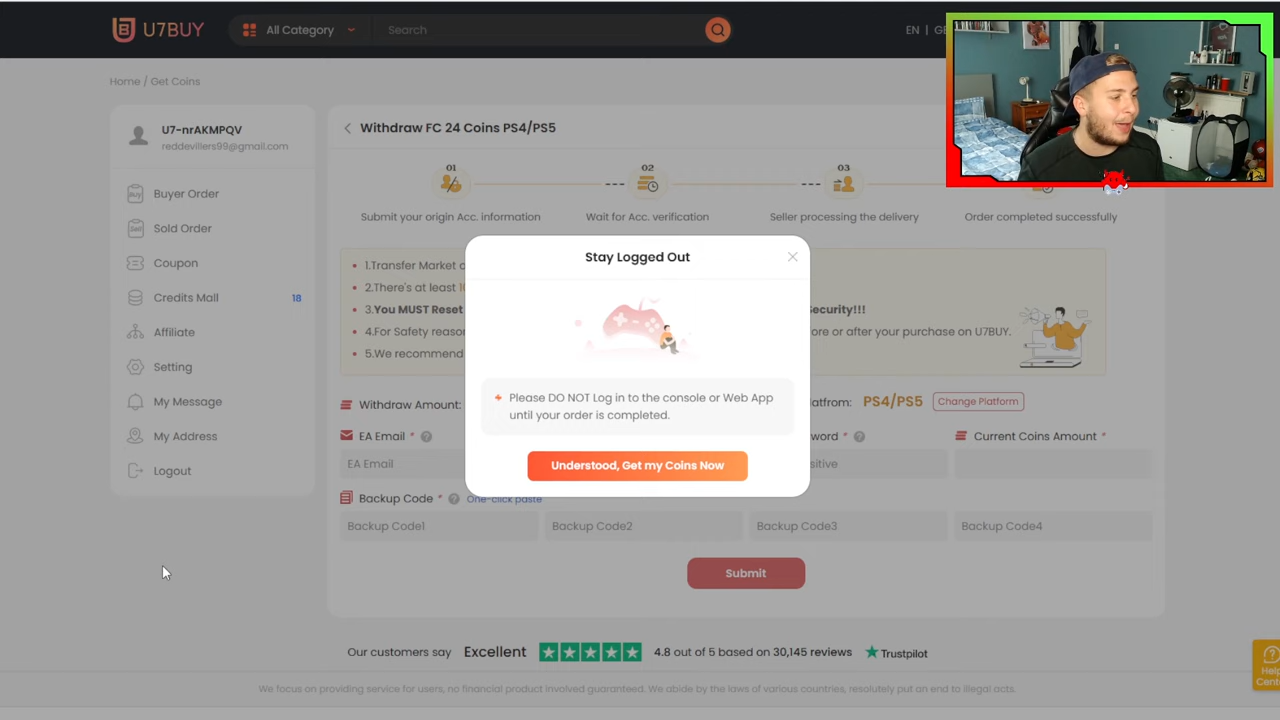 U7BUY
All Category
Search
EN | GE
Home / Get Coins
U7-nrAKMPQV
reddevillers99@gmail.com
Buyer Order
Sold Order
Coupon
Credits Mall 18
Affiliate
Setting
My Message
My Address
Logout
Withdraw FC 24 Coins PS4/PS5
01 02 03
Submit your origin Acc. information
Wait for Acc. verification
Seller processing the delivery
Order completed successfully
1.Transfer Market
2.There's at least
3.You MUST Reset
Security!!!
4.For Safety reaso
ore or after your purchase on U7BUY.
5.We recommend
Stay Logged Out
Please DO NOT Log in to the console or Web App
until your order is completed.
Understood, Get my Coins Now
Withdraw Amount:
Platfrom: PS4/PS5 Change Platform
EA Email *
word *
Current Coins Amount *
EA Email
sitive
Backup Code * One-click paste
Backup Code1 Backup Code2 Backup Code3 Backup Code4
Submit
Our customers say Excellent 4.8 out of 5 based on 30,145 reviews Trustpilot
We focus on providing service for users, no financial product involved guaranteed. We abide by the laws of various countries, resolutely put an end to illegal acts.
Help
Cente